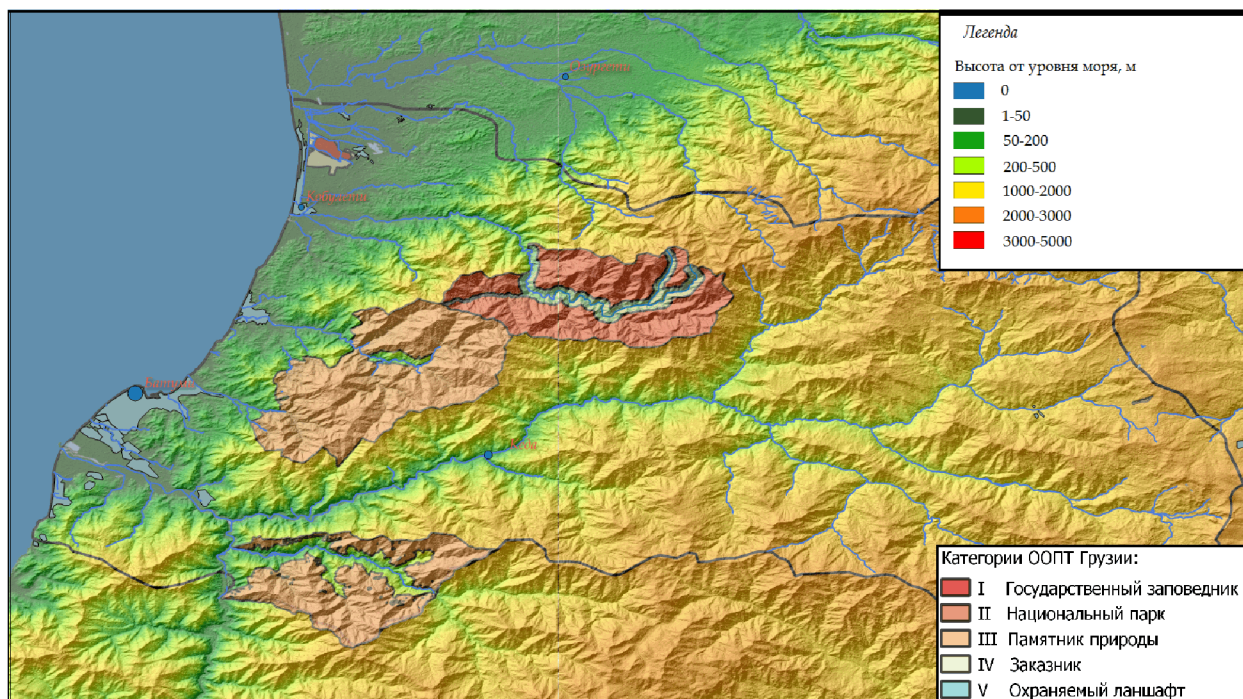 Легенда
Высота от уровня моря, м
0
1-50
50-200
200-500
1000-2000
2000-3000
3000-5000
Озургети
Кобулети
Батуми
Кеда
Категории ООПТ Грузии:
I Государственный заповедник
II Национальный парк
III Памятник природы
IV Заказник
V Охраняемый ланшафт